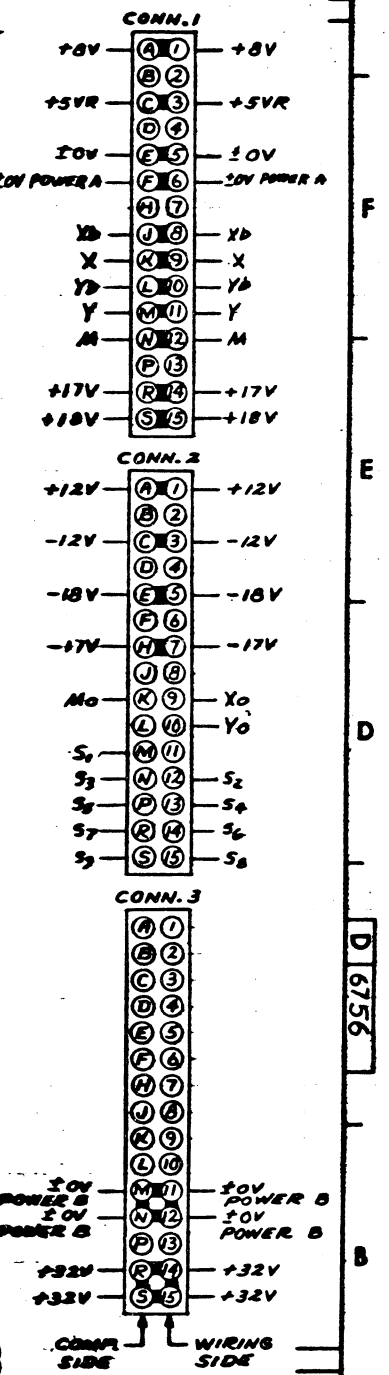 CONN. 1
+8V A 1 +8V
B 2
+5VR C 3 +5VR
D 4
±0V E 5 ±0V
±0V POWER A F 6 ±0V POWER A
H 7
Xb J 8 Xb
X K 9 X
Yb L 10 Yb
Y M 11 Y
M N 12 M
P 13
+17V R 14 +17V
+18V S 15 +18V
CONN. 2
+12V A 1 +12V
B 2
-12V C 3 -12V
D 4
-18V E 5 -18V
F 6
-17V H 7 -17V
J 8
Mo K 9 Xo
L 10 Yo
S1 M 11
S3 N 12 S2
S5 P 13 S4
S7 R 14 S6
S9 S 15 S8
CONN. 3
A 1
B 2
C 3
D 4
E 5
F 6
H 7
J 8
K 9
L 10
±0V POWER B M 11 ±0V POWER B
±0V POWER B N 12 ±0V POWER B
P 13
+32V R 14 +32V
+32V S 15 +32V
COMP. SIDE
WIRING SIDE
F
E
D
D 6756
B